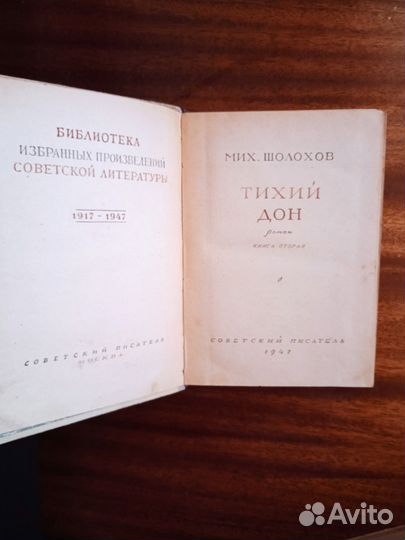 БИБЛИОТЕКА
ИЗБРАННЫХ ПРОИЗВЕДЕНИЙ
СОВЕТСКОЙ ЛИТЕРАТУРЫ
1917 - 1947
СОВЕТСКИЙ ПИСАТЕЛЬ
МОСКВА
МИХ. ШОЛОХОВ
ТИХИЙ
ДОН
роман
КНИГА ВТОРАЯ
СОВЕТСКИЙ ПИСАТЕЛЬ
1947
Avito